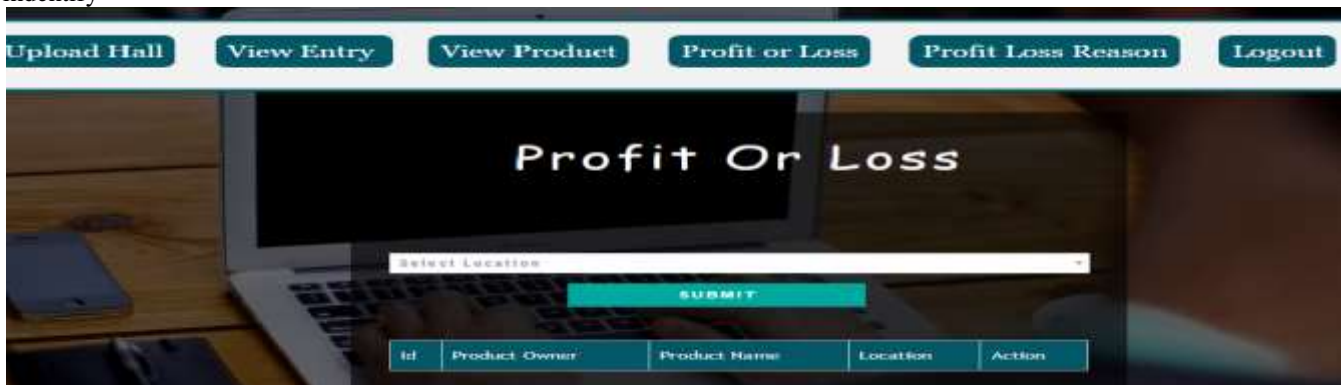 Upload Hall View Entry View Product Profit or Loss Profit Loss Reason Logout
Profit Or Loss
Select Location
SUBMIT
Id Product Owner Product Name Location Action